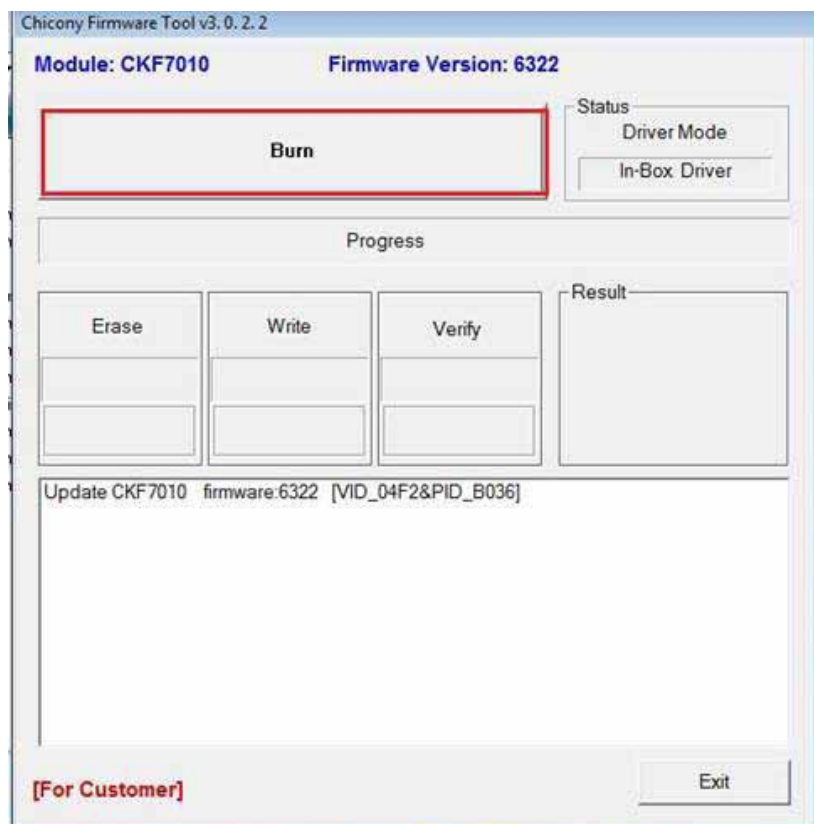 Chicony Firmware Tool v3. 0. 2. 2
Module: CKF7010 Firmware Version: 6322
Burn
Status
Driver Mode
In-Box Driver
Progress
Erase
Write
Verify
Result
Update CKF7010 firmware:6322 [VID_04F2&PID_B036]
[For Customer]
Exit